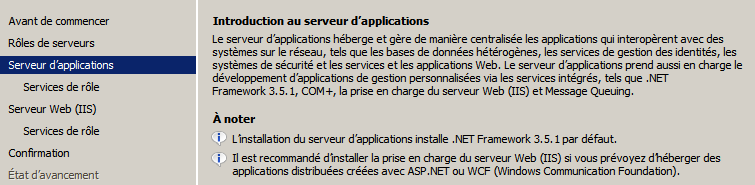 Avant de commencer
Rôles de serveurs
Serveur d'applications
Services de rôle
Serveur Web (IIS)
Services de rôle
Confirmation
État d'avancement
Introduction au serveur d'applications
Le serveur d'applications héberge et gère de manière centralisée les applications qui interopèrent avec des
systèmes sur le réseau, tels que les bases de données hétérogènes, les services de gestion des identités, les
systèmes de sécurité et les services et les applications Web. Le serveur d'applications prend aussi en charge le
développement d'applications de gestion personnalisées via les services intégrés, tels que .NET
Framework 3.5.1, COM+, la prise en charge du serveur Web (IIS) et Message Queuing.
À noter
L'installation du serveur d'applications installe .NET Framework 3.5.1 par défaut.
Il est recommandé d'installer la prise en charge du serveur Web (IIS) si vous prévoyez d'héberger des
applications distribuées créées avec ASP.NET ou WCF (Windows Communication Foundation).